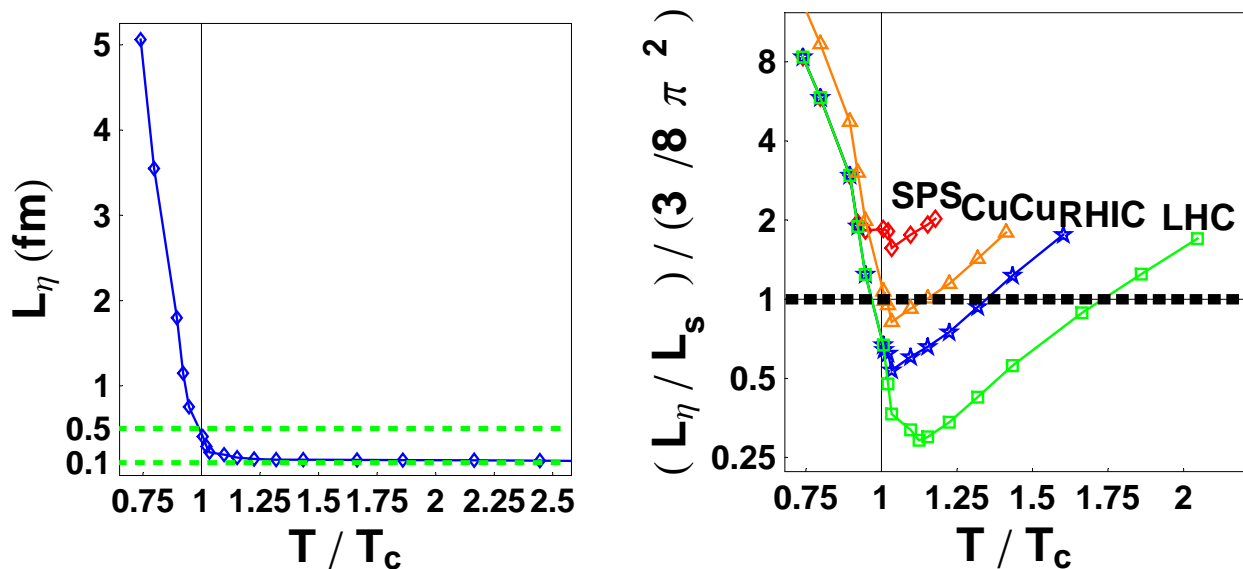 L_η (fm)
5
4
3
2
1
0.5
0.1
0.75 1 1.25 1.5 1.75 2 2.25 2.5
T / T_c
( L_η / L_s ) / (3 /8 π ^2 )
8
4
2
1
0.5
0.25
SPS CuCu RHIC LHC
0.75 1 1.25 1.5 1.75 2
T / T_c